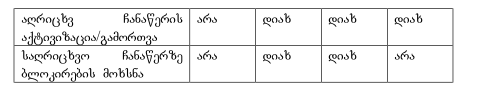 აღრიცხვ ჩანაწერის არა დიახ დიახ დიახ
აქტივიზაცია/გამორთვა
საღრიცხვო ჩანაწერზე არა დიახ დიახ არა
ბლოკირების მოხსნა